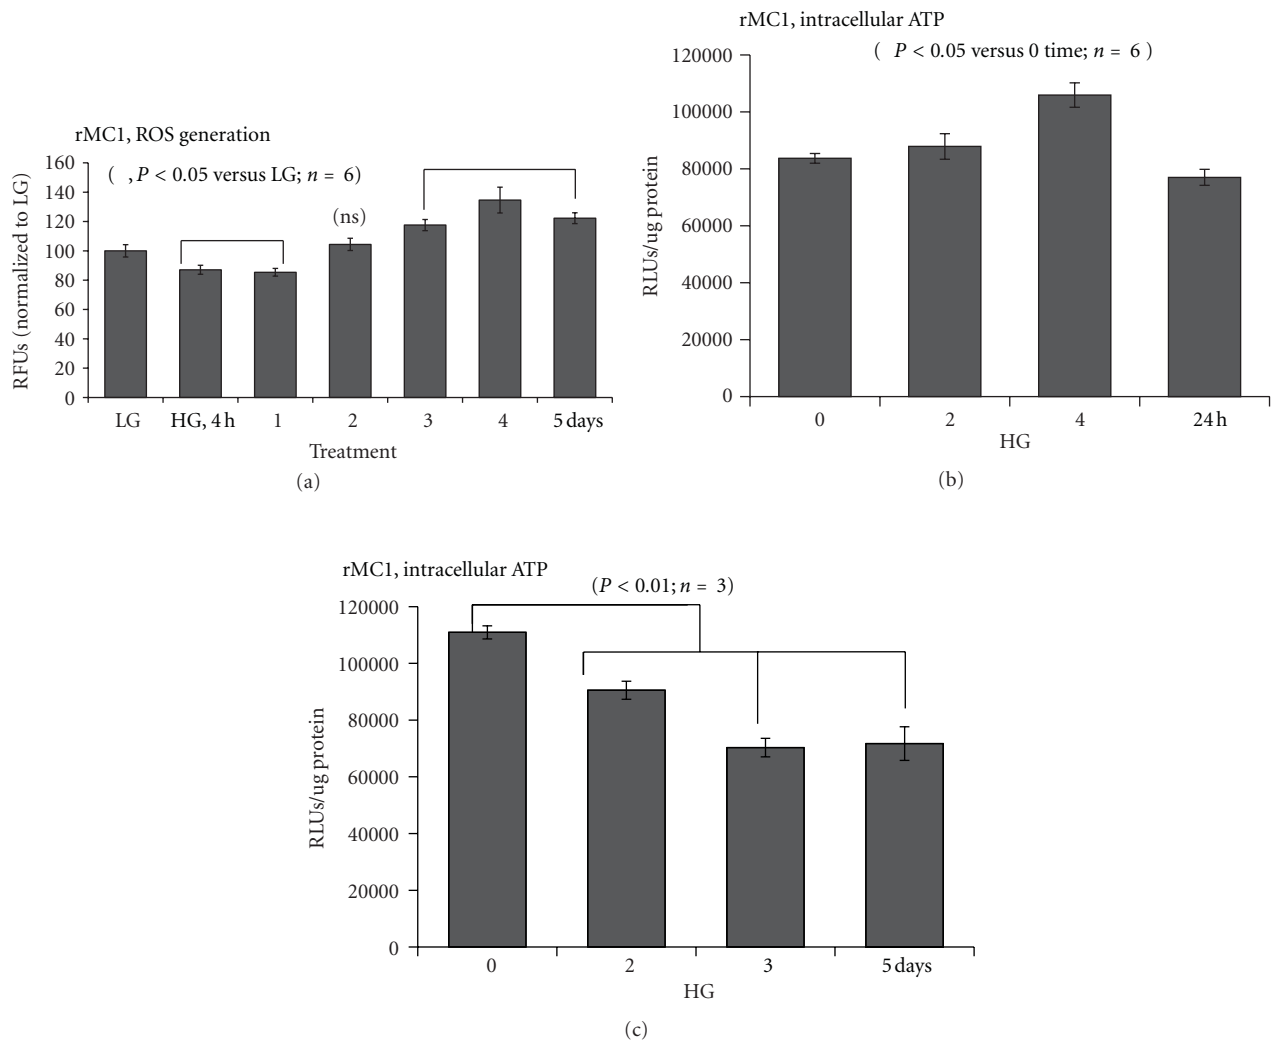 rMC1, ROS generation
( , P < 0.05 versus LG; n = 6)
(ns)
RFUs (normalized to LG)
160
140
120
100
80
60
40
20
0
LG HG, 4 h 1 2 3 4 5 days
Treatment
(a)
rMC1, intracellular ATP
( P < 0.05 versus 0 time; n = 6 )
RLUs/ug protein
120000
100000
80000
60000
40000
20000
0
0 2 4 24 h
HG
(b)
rMC1, intracellular ATP
(P < 0.01; n = 3)
RLUs/ug protein
120000
100000
80000
60000
40000
20000
0
0 2 3 5 days
HG
(c)